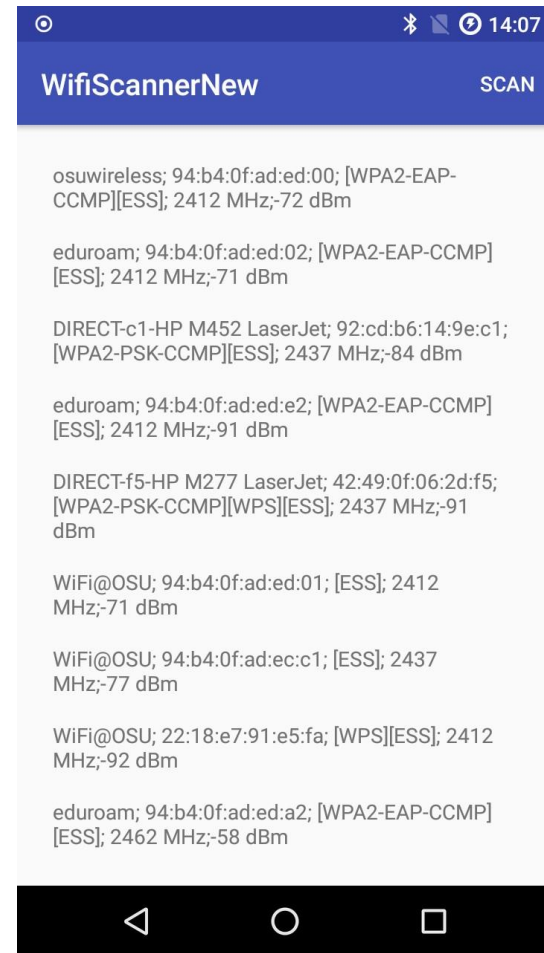 14:07
WifiScannerNew SCAN
osuwireless; 94:b4:0f:ad:ed:00; [WPA2-EAP-
CCMP][ESS]; 2412 MHz;-72 dBm
eduroam; 94:b4:0f:ad:ed:02; [WPA2-EAP-CCMP]
[ESS]; 2412 MHz;-71 dBm
DIRECT-c1-HP M452 LaserJet; 92:cd:b6:14:9e:c1;
[WPA2-PSK-CCMP][ESS]; 2437 MHz;-84 dBm
eduroam; 94:b4:0f:ad:ed:e2; [WPA2-EAP-CCMP]
[ESS]; 2412 MHz;-91 dBm
DIRECT-f5-HP M277 LaserJet; 42:49:0f:06:2d:f5;
[WPA2-PSK-CCMP][WPS][ESS]; 2437 MHz;-91
dBm
WiFi@OSU; 94:b4:0f:ad:ed:01; [ESS]; 2412
MHz;-71 dBm
WiFi@OSU; 94:b4:0f:ad:ec:c1; [ESS]; 2437
MHz;-77 dBm
WiFi@OSU; 22:18:e7:91:e5:fa; [WPS][ESS]; 2412
MHz;-92 dBm
eduroam; 94:b4:0f:ad:ed:a2; [WPA2-EAP-CCMP]
[ESS]; 2462 MHz;-58 dBm